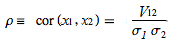 ρ ≡ cor(x₁, x₂) = V₁₂ / σ₁ σ₂